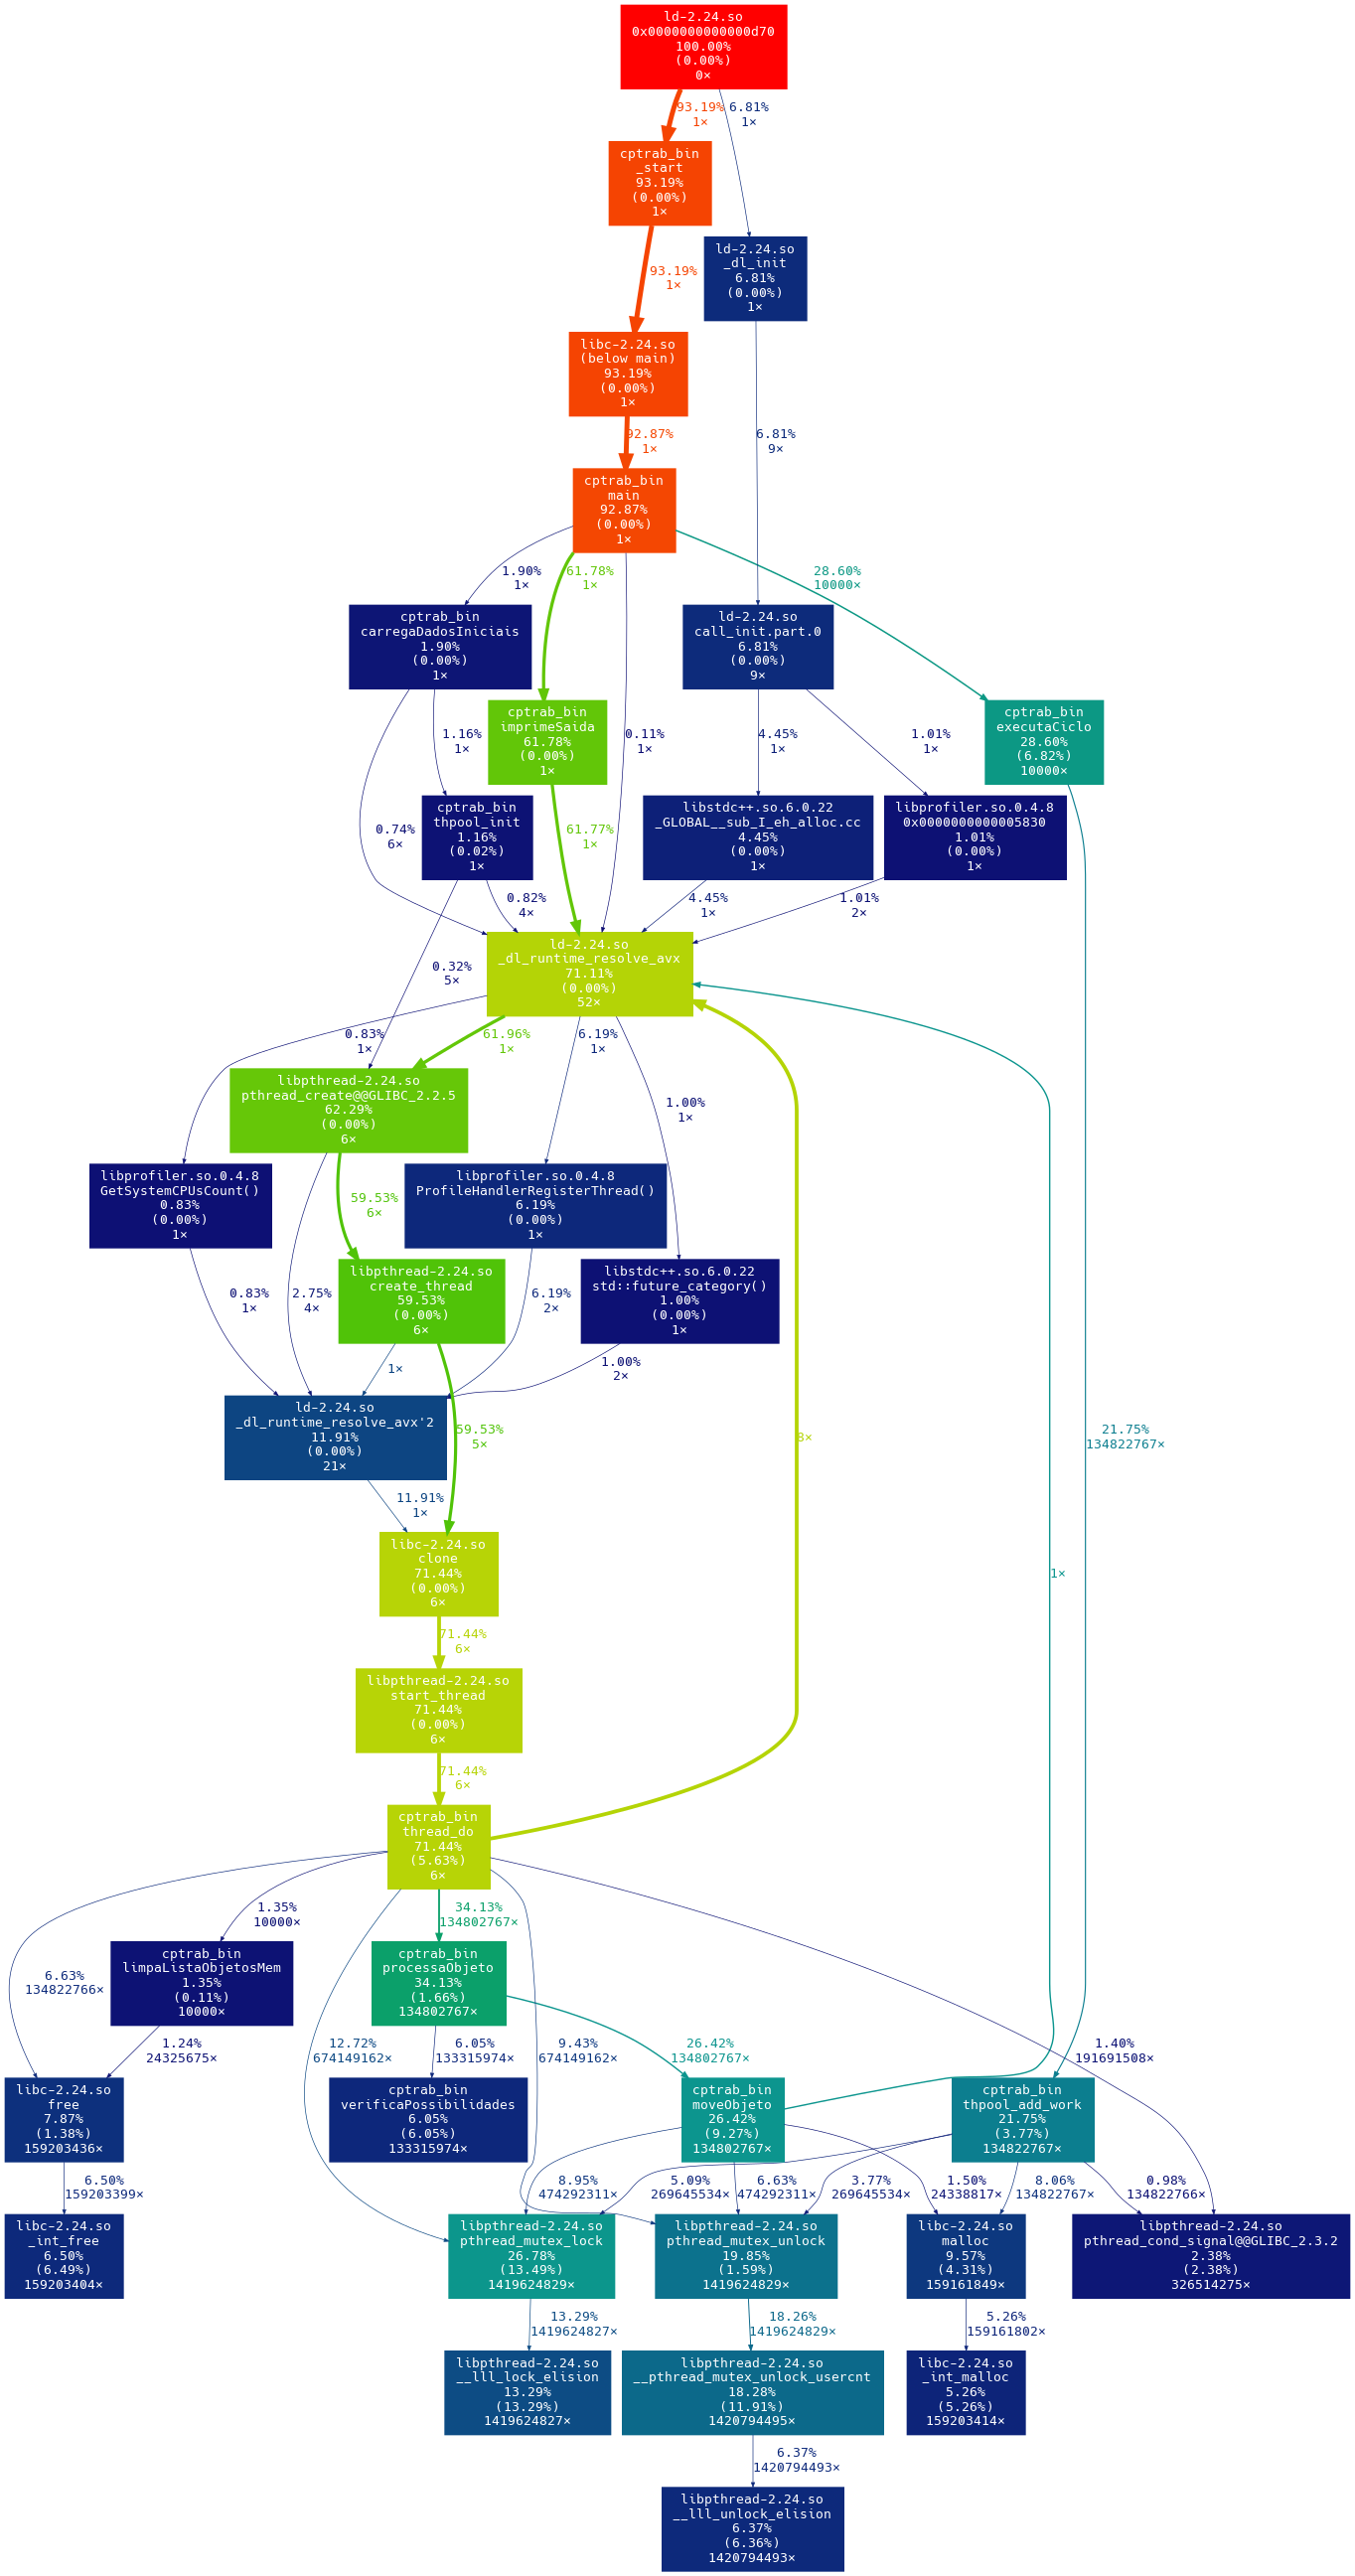 ld-2.24.so
0x0000000000000d70
100.00%
(0.00%)
0×
93.19%
1×
6.81%
1×
cptrab_bin
_start
93.19%
(0.00%)
1×
ld-2.24.so
_dl_init
6.81%
(0.00%)
1×
93.19%
1×
libc-2.24.so
(below main)
93.19%
(0.00%)
1×
92.87%
1×
6.81%
9×
cptrab_bin
main
92.87%
(0.00%)
1×
1.90%
1×
61.78%
1×
28.60%
10000×
cptrab_bin
carregaDadosIniciais
1.90%
(0.00%)
1×
ld-2.24.so
call_init.part.0
6.81%
(0.00%)
9×
cptrab_bin
imprimeSaida
61.78%
(0.00%)
1×
cptrab_bin
executaCiclo
28.60%
(6.82%)
10000×
1.16%
1×
0.11%
1×
4.45%
1×
1.01%
1×
cptrab_bin
thpool_init
1.16%
(0.02%)
1×
libstdc++.so.6.0.22
_GLOBAL__sub_I_eh_alloc.cc
4.45%
(0.00%)
1×
libprofiler.so.0.4.8
0x0000000000005830
1.01%
(0.00%)
1×
0.74%
6×
61.77%
1×
0.82%
4×
4.45%
1×
1.01%
2×
ld-2.24.so
_dl_runtime_resolve_avx
71.11%
(0.00%)
52×
0.32%
5×
0.83%
1×
61.96%
1×
6.19%
1×
1.00%
1×
libpthread-2.24.so
pthread_create@@GLIBC_2.2.5
62.29%
(0.00%)
6×
libprofiler.so.0.4.8
GetSystemCPUsCount()
0.83%
(0.00%)
1×
59.53%
6×
libprofiler.so.0.4.8
ProfileHandlerRegisterThread()
6.19%
(0.00%)
1×
libpthread-2.24.so
create_thread
59.53%
(0.00%)
6×
libstdc++.so.6.0.22
std::future_category()
1.00%
(0.00%)
1×
0.83%
1×
2.75%
4×
6.19%
2×
1×
1.00%
2×
ld-2.24.so
_dl_runtime_resolve_avx'2
11.91%
(0.00%)
21×
59.53%
5×
8×
21.75%
134822767×
11.91%
1×
libc-2.24.so
clone
71.44%
(0.00%)
6×
1×
71.44%
6×
libpthread-2.24.so
start_thread
71.44%
(0.00%)
6×
71.44%
6×
cptrab_bin
thread_do
71.44%
(5.63%)
6×
1.35%
10000×
34.13%
134802767×
6.63%
134822766×
cptrab_bin
limpaListaObjetosMem
1.35%
(0.11%)
10000×
cptrab_bin
processaObjeto
34.13%
(1.66%)
134802767×
1.24%
24325675×
12.72%
674149162×
6.05%
133315974×
9.43%
674149162×
26.42%
134802767×
1.40%
191691508×
libc-2.24.so
free
7.87%
(1.38%)
159203436×
cptrab_bin
verificaPossibilidades
6.05%
(6.05%)
133315974×
cptrab_bin
moveObjeto
26.42%
(9.27%)
134802767×
cptrab_bin
thpool_add_work
21.75%
(3.77%)
134822767×
6.50%
159203399×
8.95%
474292311×
5.09%
269645534×
6.63%
474292311×
3.77%
269645534×
1.50%
24338817×
8.06%
134822767×
0.98%
134822766×
libc-2.24.so
_int_free
6.50%
(6.49%)
159203404×
libpthread-2.24.so
pthread_mutex_lock
26.78%
(13.49%)
1419624829×
libpthread-2.24.so
pthread_mutex_unlock
19.85%
(1.59%)
1419624829×
libc-2.24.so
malloc
9.57%
(4.31%)
159161849×
libpthread-2.24.so
pthread_cond_signal@@GLIBC_2.3.2
2.38%
(2.38%)
326514275×
13.29%
1419624827×
18.26%
1419624829×
5.26%
159161802×
libpthread-2.24.so
__lll_lock_elision
13.29%
(13.29%)
1419624827×
libpthread-2.24.so
__pthread_mutex_unlock_usercnt
18.28%
(11.91%)
1420794495×
libc-2.24.so
_int_malloc
5.26%
(5.26%)
159203414×
6.37%
1420794493×
libpthread-2.24.so
__lll_unlock_elision
6.37%
(6.36%)
1420794493×